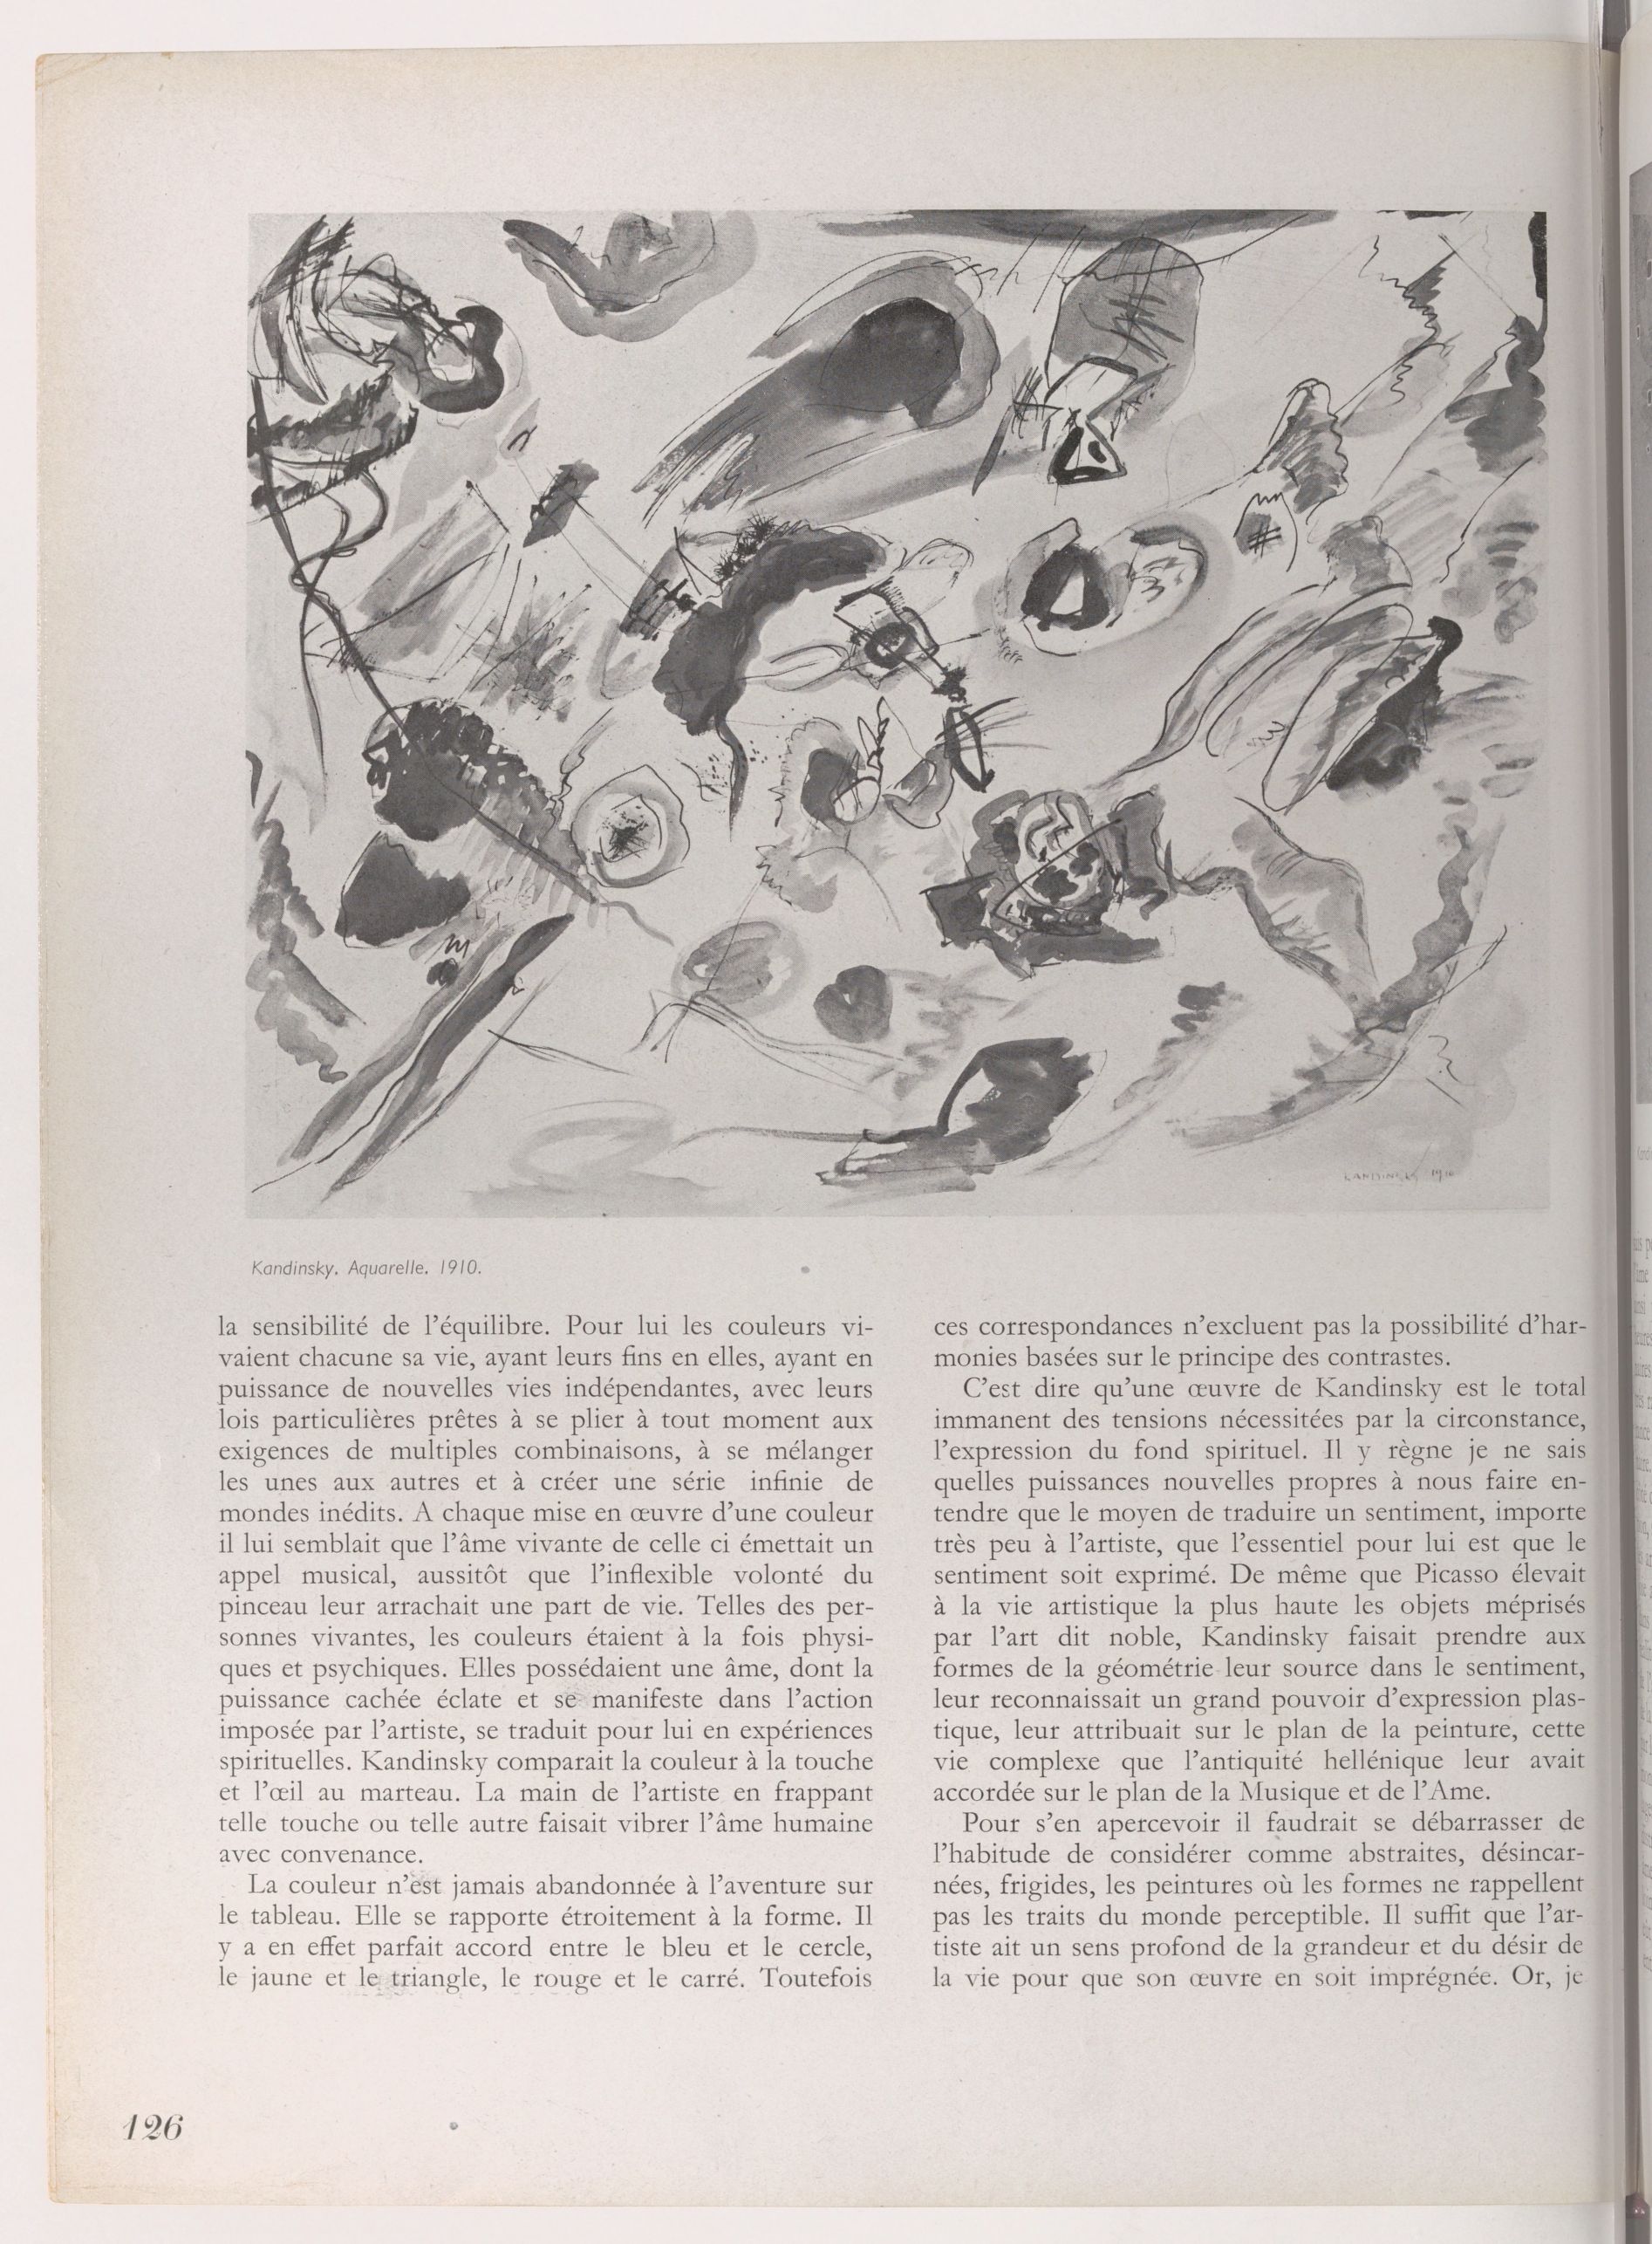 KANDINSKY 1910
Kandinsky. Aquarelle. 1910.
la sensibilité de l'équilibre. Pour lui les couleurs vi-
vaient chacune sa vie, ayant leurs fins en elles, ayant en
puissance de nouvelles vies indépendantes, avec leurs
lois particulières prêtes à se plier à tout moment aux
exigences de multiples combinaisons, à se mélanger
les unes aux autres et à créer une série infinie de
mondes inédits. A chaque mise en œuvre d'une couleur
il lui semblait que l'âme vivante de celle ci émettait un
appel musical, aussitôt que l'inflexible volonté du
pinceau leur arrachait une part de vie. Telles des per-
sonnes vivantes, les couleurs étaient à la fois physi-
ques et psychiques. Elles possédaient une âme, dont la
puissance cachée éclate et se manifeste dans l'action
imposée par l'artiste, se traduit pour lui en expériences
spirituelles. Kandinsky comparait la couleur à la touche
et l'œil au marteau. La main de l'artiste en frappant
telle touche ou telle autre faisait vibrer l'âme humaine
avec convenance.
La couleur n'est jamais abandonnée à l'aventure sur
le tableau. Elle se rapporte étroitement à la forme. Il
y a en effet parfait accord entre le bleu et le cercle,
le jaune et le triangle, le rouge et le carré. Toutefois
ces correspondances n'excluent pas la possibilité d'har-
monies basées sur le principe des contrastes.
C'est dire qu'une œuvre de Kandinsky est le total
immanent des tensions nécessitées par la circonstance,
l'expression du fond spirituel. Il y règne je ne sais
quelles puissances nouvelles propres à nous faire en-
tendre que le moyen de traduire un sentiment, importe
très peu à l'artiste, que l'essentiel pour lui est que le
sentiment soit exprimé. De même que Picasso élevait
à la vie artistique la plus haute les objets méprisés
par l'art dit noble, Kandinsky faisait prendre aux
formes de la géométrie leur source dans le sentiment,
leur reconnaissait un grand pouvoir d'expression plas-
tique, leur attribuait sur le plan de la peinture, cette
vie complexe que l'antiquité hellénique leur avait
accordée sur le plan de la Musique et de l'Ame.
Pour s'en apercevoir il faudrait se débarrasser de
l'habitude de considérer comme abstraites, désincar-
nées, frigides, les peintures où les formes ne rappellent
pas les traits du monde perceptible. Il suffit que l'ar-
tiste ait un sens profond de la grandeur et du désir de
la vie pour que son œuvre en soit imprégnée. Or, je
126